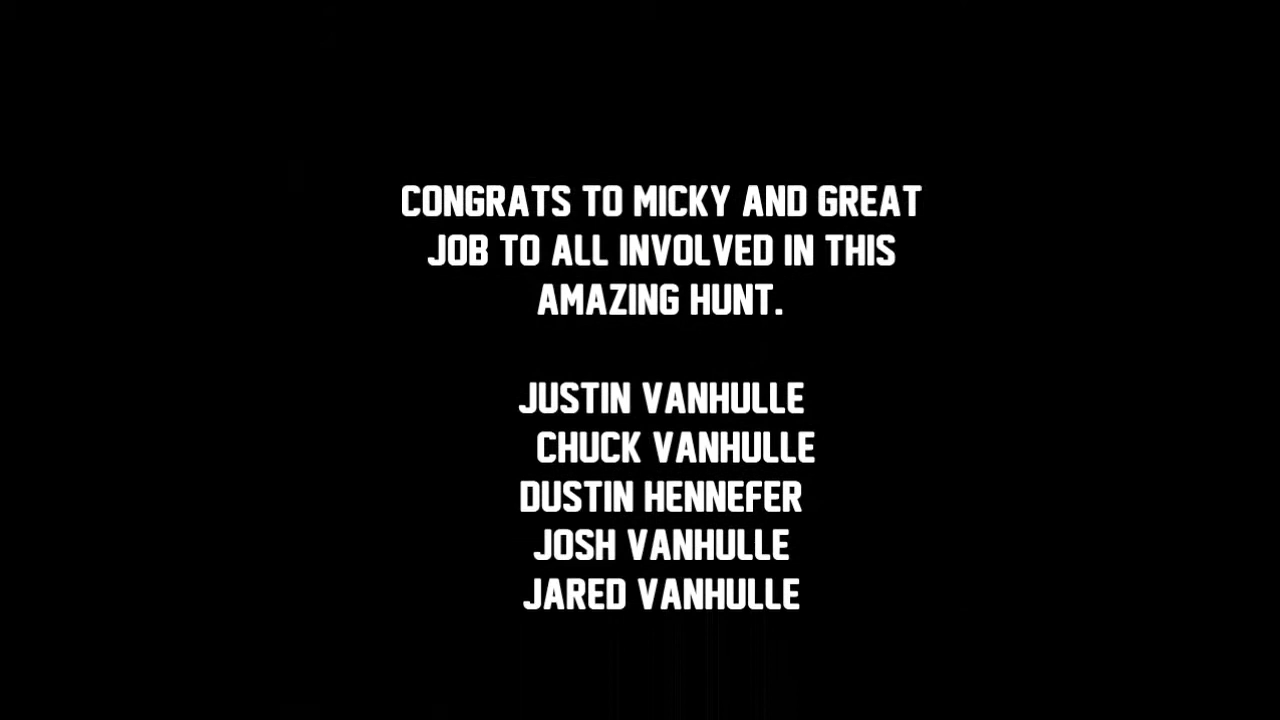 CONGRATS TO MICKY AND GREAT
JOB TO ALL INVOLVED IN THIS
AMAZING HUNT.
JUSTIN VANHULLE
CHUCK VANHULLE
DUSTIN HENNEFER
JOSH VANHULLE
JARED VANHULLE